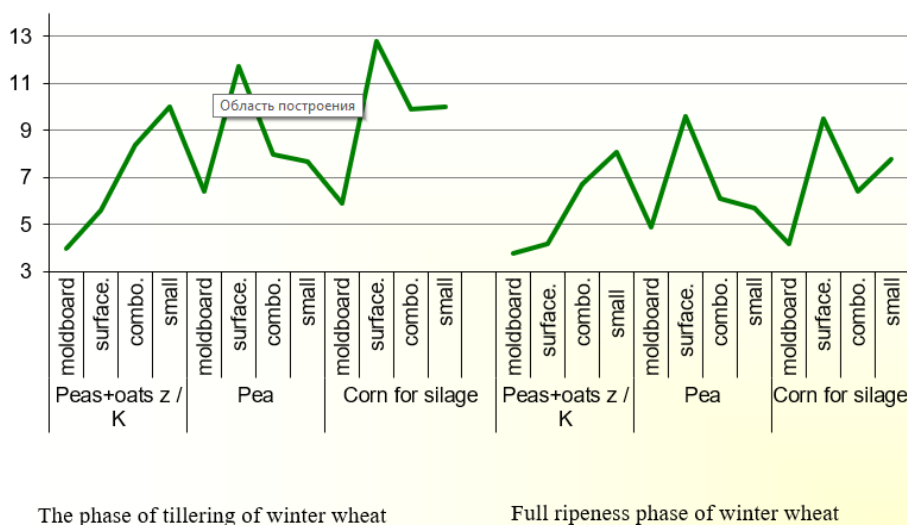 13
11
Область построения
9
7
5
3
moldboard surface. combo. small moldboard surface. combo. small moldboard surface. combo. small moldboard surface. combo. small moldboard surface. combo. small moldboard surface. combo. small
Peas+oats z / Pea Corn for silage Peas+oats z / Pea Corn for silage
K K
The phase of tillering of winter wheat Full ripeness phase of winter wheat